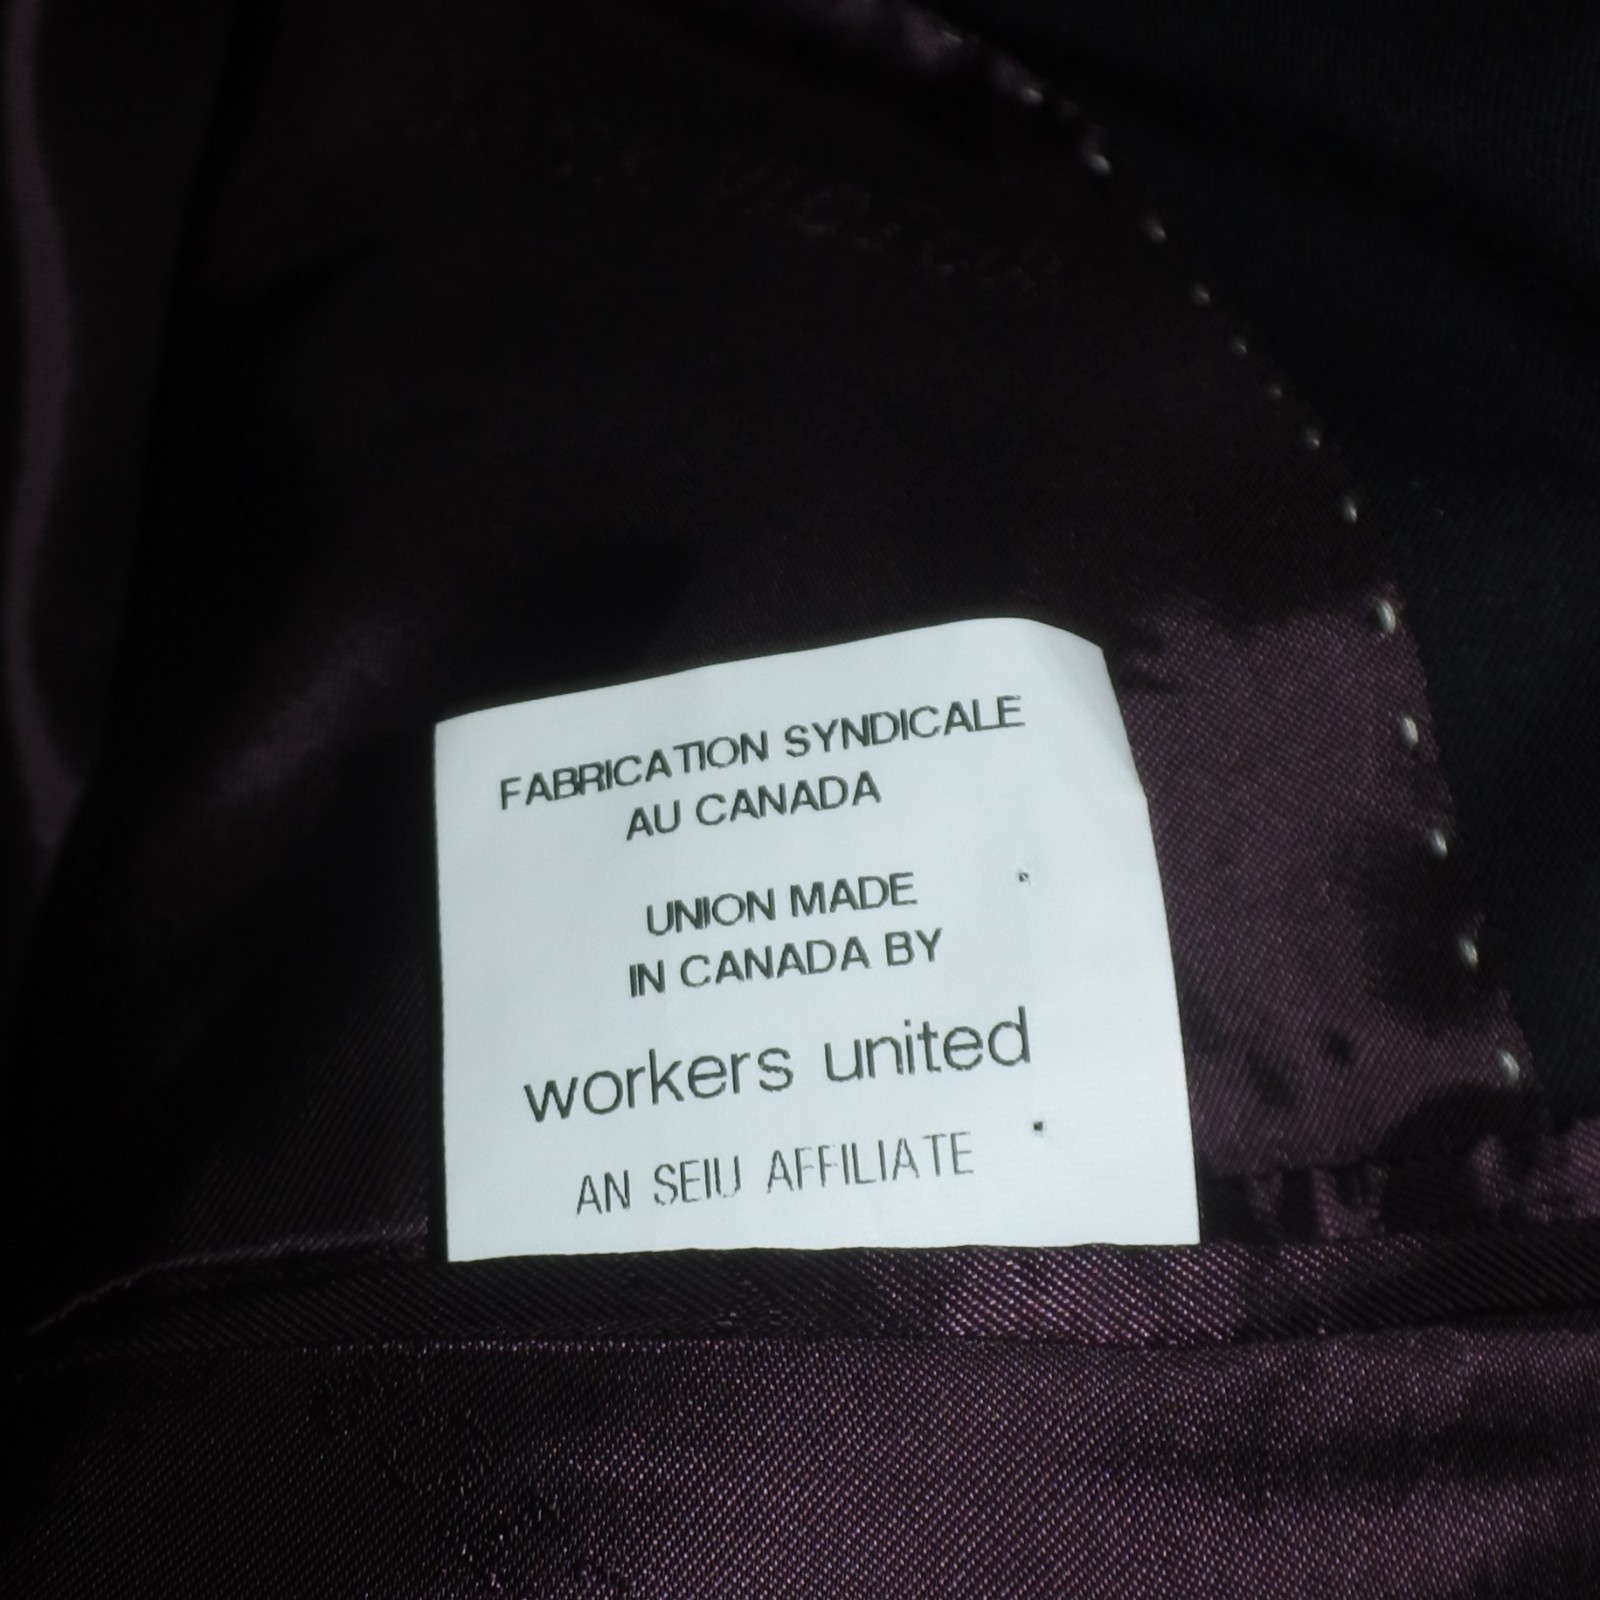 FABRICATION SYNDICALE
AU CANADA
UNION MADE
IN CANADA BY
workers united
AN SEIU AFFILIATE